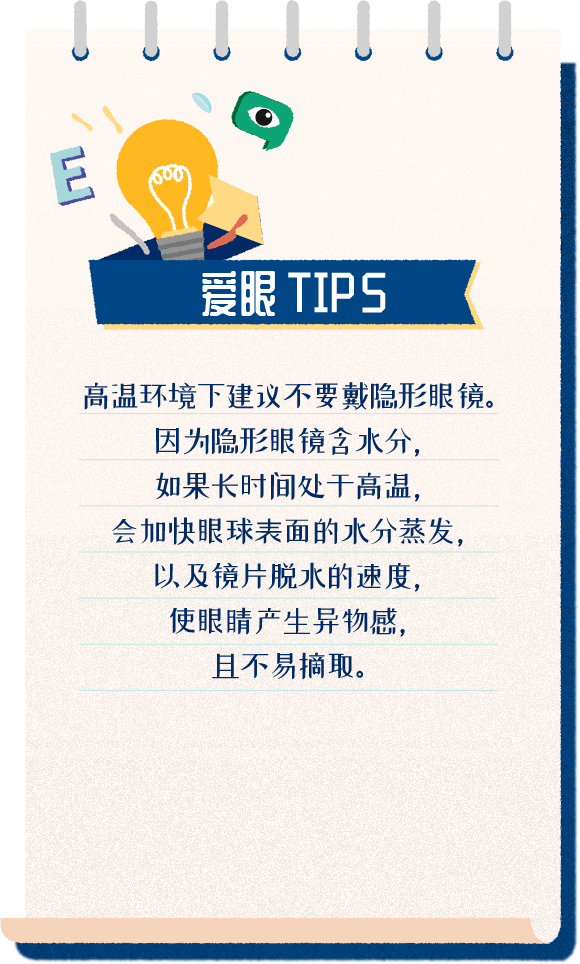 E
爱眼 TIPS
高温环境下建议不要戴隐形眼镜。
因为隐形眼镜含水分，
如果长时间处于高温，
会加快眼球表面的水分蒸发，
以及镜片脱水的速度，
使眼睛产生异物感，
且不易摘取。